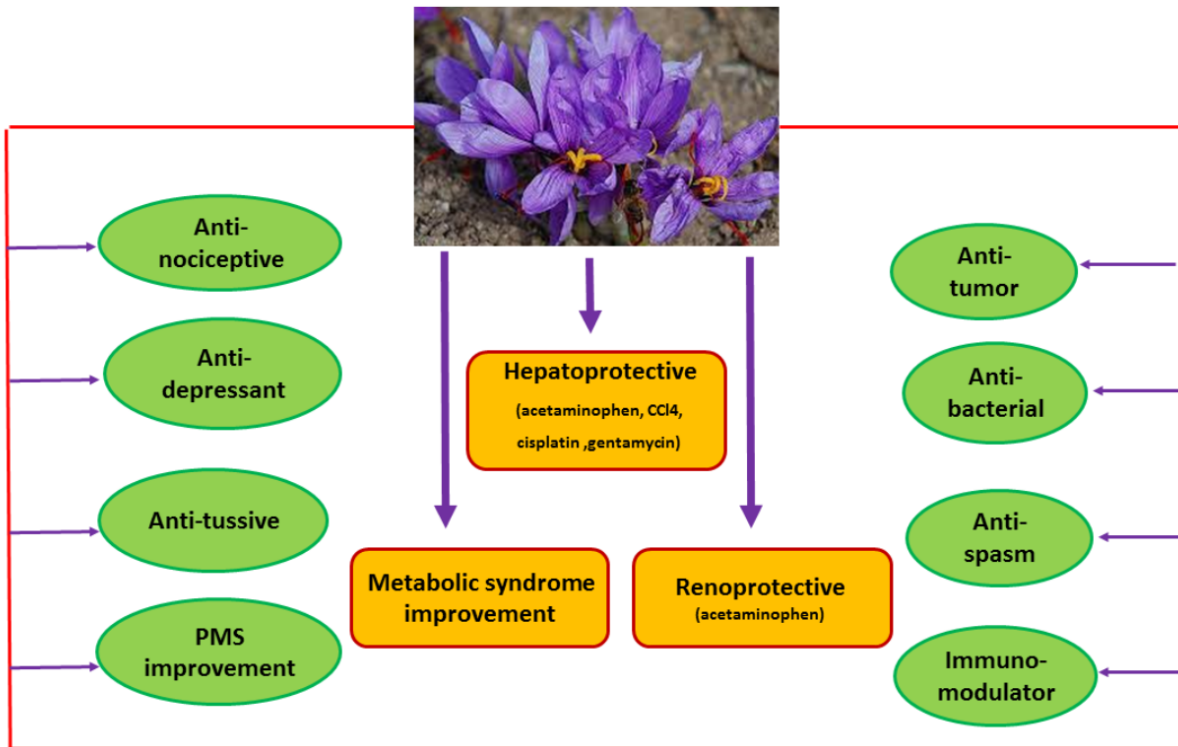 Anti-
nociceptive
Anti-
depressant
Anti-tussive
PMS
improvement
Hepatoprotective
(acetaminophen, CCl4,
cisplatin ,gentamycin)
Metabolic syndrome
improvement
Renoprotective
(acetaminophen)
Anti-
tumor
Anti-
bacterial
Anti-
spasm
Immuno-
modulator